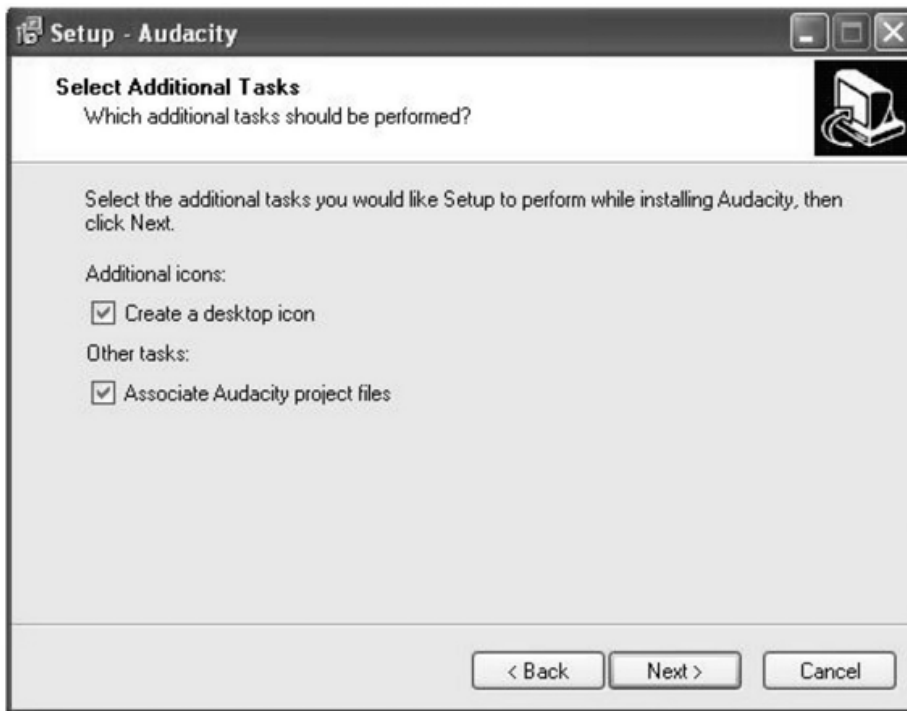 Setup - Audacity
Select Additional Tasks
Which additional tasks should be performed?
Select the additional tasks you would like Setup to perform while installing Audacity, then
click Next.
Additional icons:
Create a desktop icon
Other tasks:
Associate Audacity project files
< Back Next > Cancel